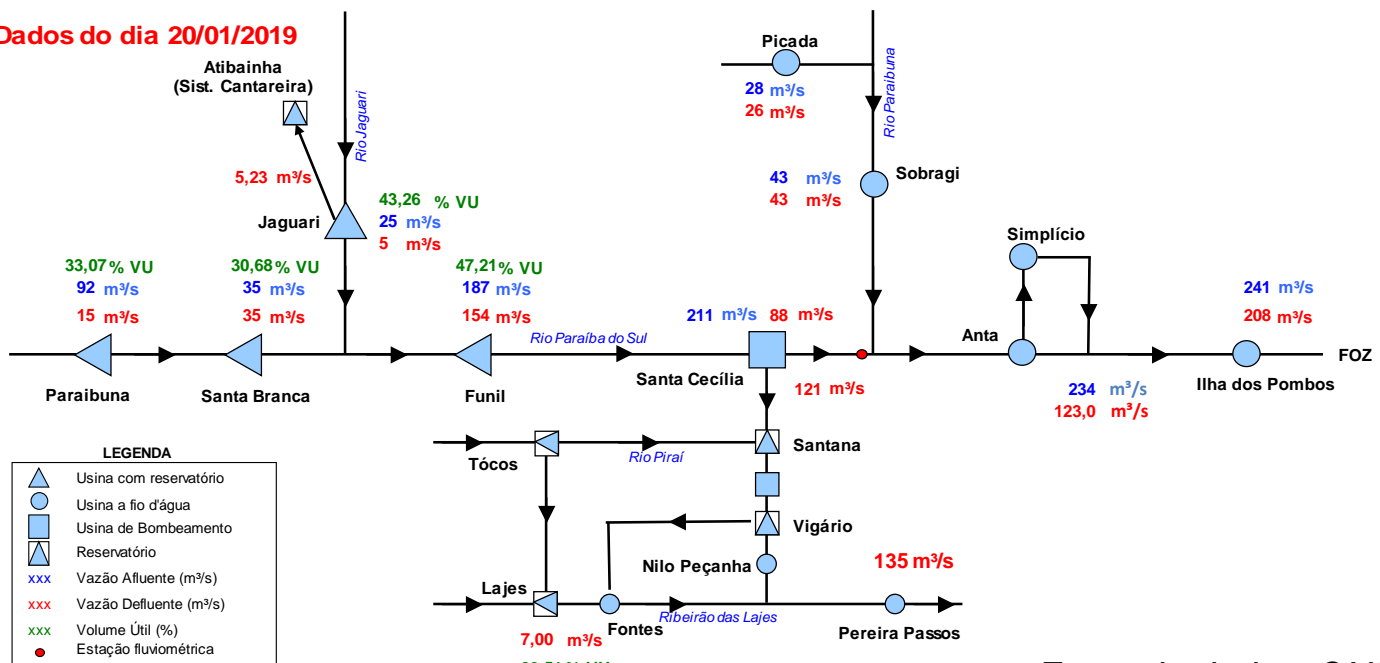 Dados do dia 20/01/2019
Atibainha
(Sist. Cantareira)
Rio Jaguari
5,23 m³/s
Jaguari
43,26 % VU
25 m³/s
5 m³/s
Picada
28 m³/s
26 m³/s
Rio Paraibuna
43 m³/s
43 m³/s
Sobragi
Simplício
33,07 % VU
92 m³/s
15 m³/s
Paraibuna
30,68 % VU
35 m³/s
35 m³/s
Santa Branca
47,21 % VU
187 m³/s
154 m³/s
Funil
Rio Paraíba do Sul
211 m³/s 88 m³/s
Santa Cecília
121 m³/s
Anta
234 m³/s
123,0 m³/s
241 m³/s
208 m³/s
Ilha dos Pombos
FOZ
Tócos
Rio Piraí
Santana
Vigário
Nilo Peçanha
135 m³/s
Lajes
7,00 m³/s
Fontes
Ribeirão das Lajes
Pereira Passos
LEGENDA
Usina com reservatório
Usina a fio d'água
Usina de Bombeamento
Reservatório
xxx Vazão Afluente (m³/s)
xxx Vazão Defluente (m³/s)
xxx Volume Útil (%)
Estação fluviométrica